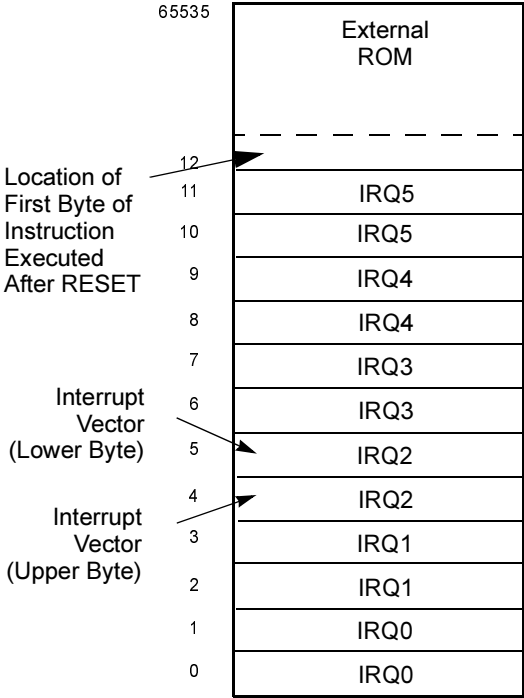 65535
External
ROM
12
Location of
First Byte of
Instruction
Executed
After RESET
11
IRQ5
10
IRQ5
9
IRQ4
8
IRQ4
7
IRQ3
Interrupt
Vector
(Lower Byte)
6
IRQ3
5
IRQ2
4
IRQ2
Interrupt
Vector
(Upper Byte)
3
IRQ1
2
IRQ1
1
IRQ0
0
IRQ0